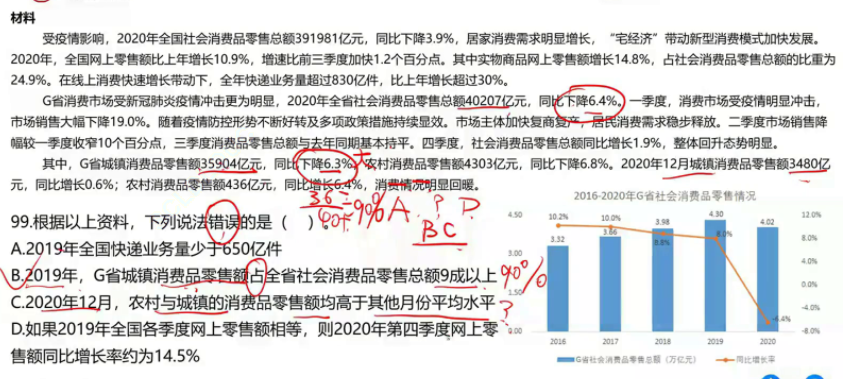 材料
受疫情影响，2020年全国社会消费品零售总额391981亿元，同比下降3.9%，居家消费需求明显增长，“宅经济”带动新型消费模式加快发展。
2020年，全国网上零售额比上年增长10.9%，增速比前三季度加快1.2个百分点。其中实物商品网上零售额增长14.8%，占社会消费品零售总额的比重为
24.9%。在线上消费快速增长带动下，全年快递业务量超过830亿件，比上年增长超过30%。
G省消费市场受新冠肺炎疫情冲击更为明显，2020年全省社会消费品零售总额40207亿元，同比下降6.4%。一季度，消费市场受疫情明显冲击，
市场销售大幅下降19.0%。随着疫情防控形势不断好转及多项政策措施持续显效。市场主体加快复商复产，居民消费需求稳步释放。二季度市场销售降
幅较一季度收窄10个百分点，三季度消费品零售总额与去年同期基本持平。四季度，社会消费品零售总额同比增长1.9%，整体回升态势明显。
其中，G省城镇消费品零售额35904亿元，同比下降6.3%；农村消费品零售额4303亿元，同比下降6.8%。2020年12月城镇消费品零售额3480亿
元，同比增长0.6%；农村消费品零售额436亿元，同比增长6.4%，消费情况明显回暖。
大
36 ÷ 90% A ? D
40+
BC
99.根据以上资料，下列说法错误的是（ ）。
A.2019年全国快递业务量少于650亿件
B.2019年，G省城镇消费品零售额占全省社会消费品零售总额9成以上 90%
C.2020年12月，农村与城镇的消费品零售额均高于其他月份平均水平 ?
D.如果2019年全国各季度网上零售额相等，则2020年第四季度网上零
售额同比增长率约为14.5%
2016-2020年G省社会消费品零售情况
4.50 12.0%
10.2% 10.0% 8.8% 8.0% -6.4%
3.32 3.66 3.98 4.30 4.02
8.0%
3.00 4.0%
0.0%
1.50 -4.0%
0.00 -8.0%
2016 2017 2018 2019 2020
G省社会消费品零售总额（万亿元） 同比增长率